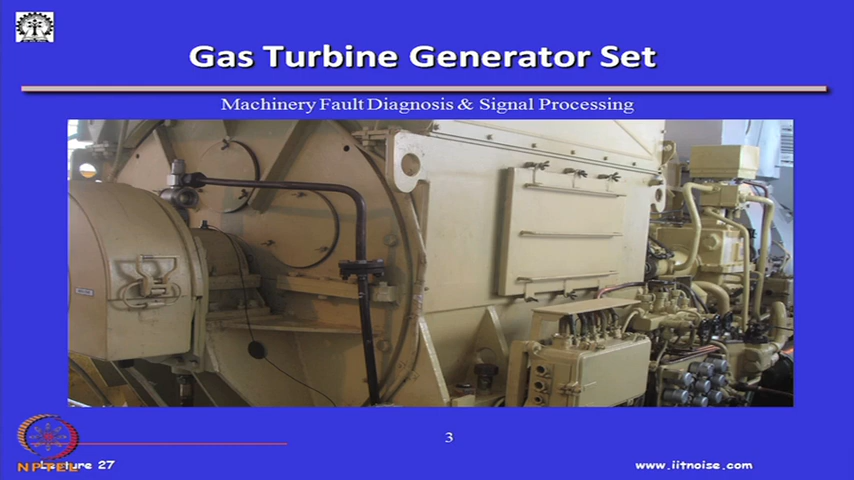 Gas Turbine Generator Set
Machinery Fault Diagnosis & Signal Processing
3
NPTEL
Lecture 27
www.iitnoise.com